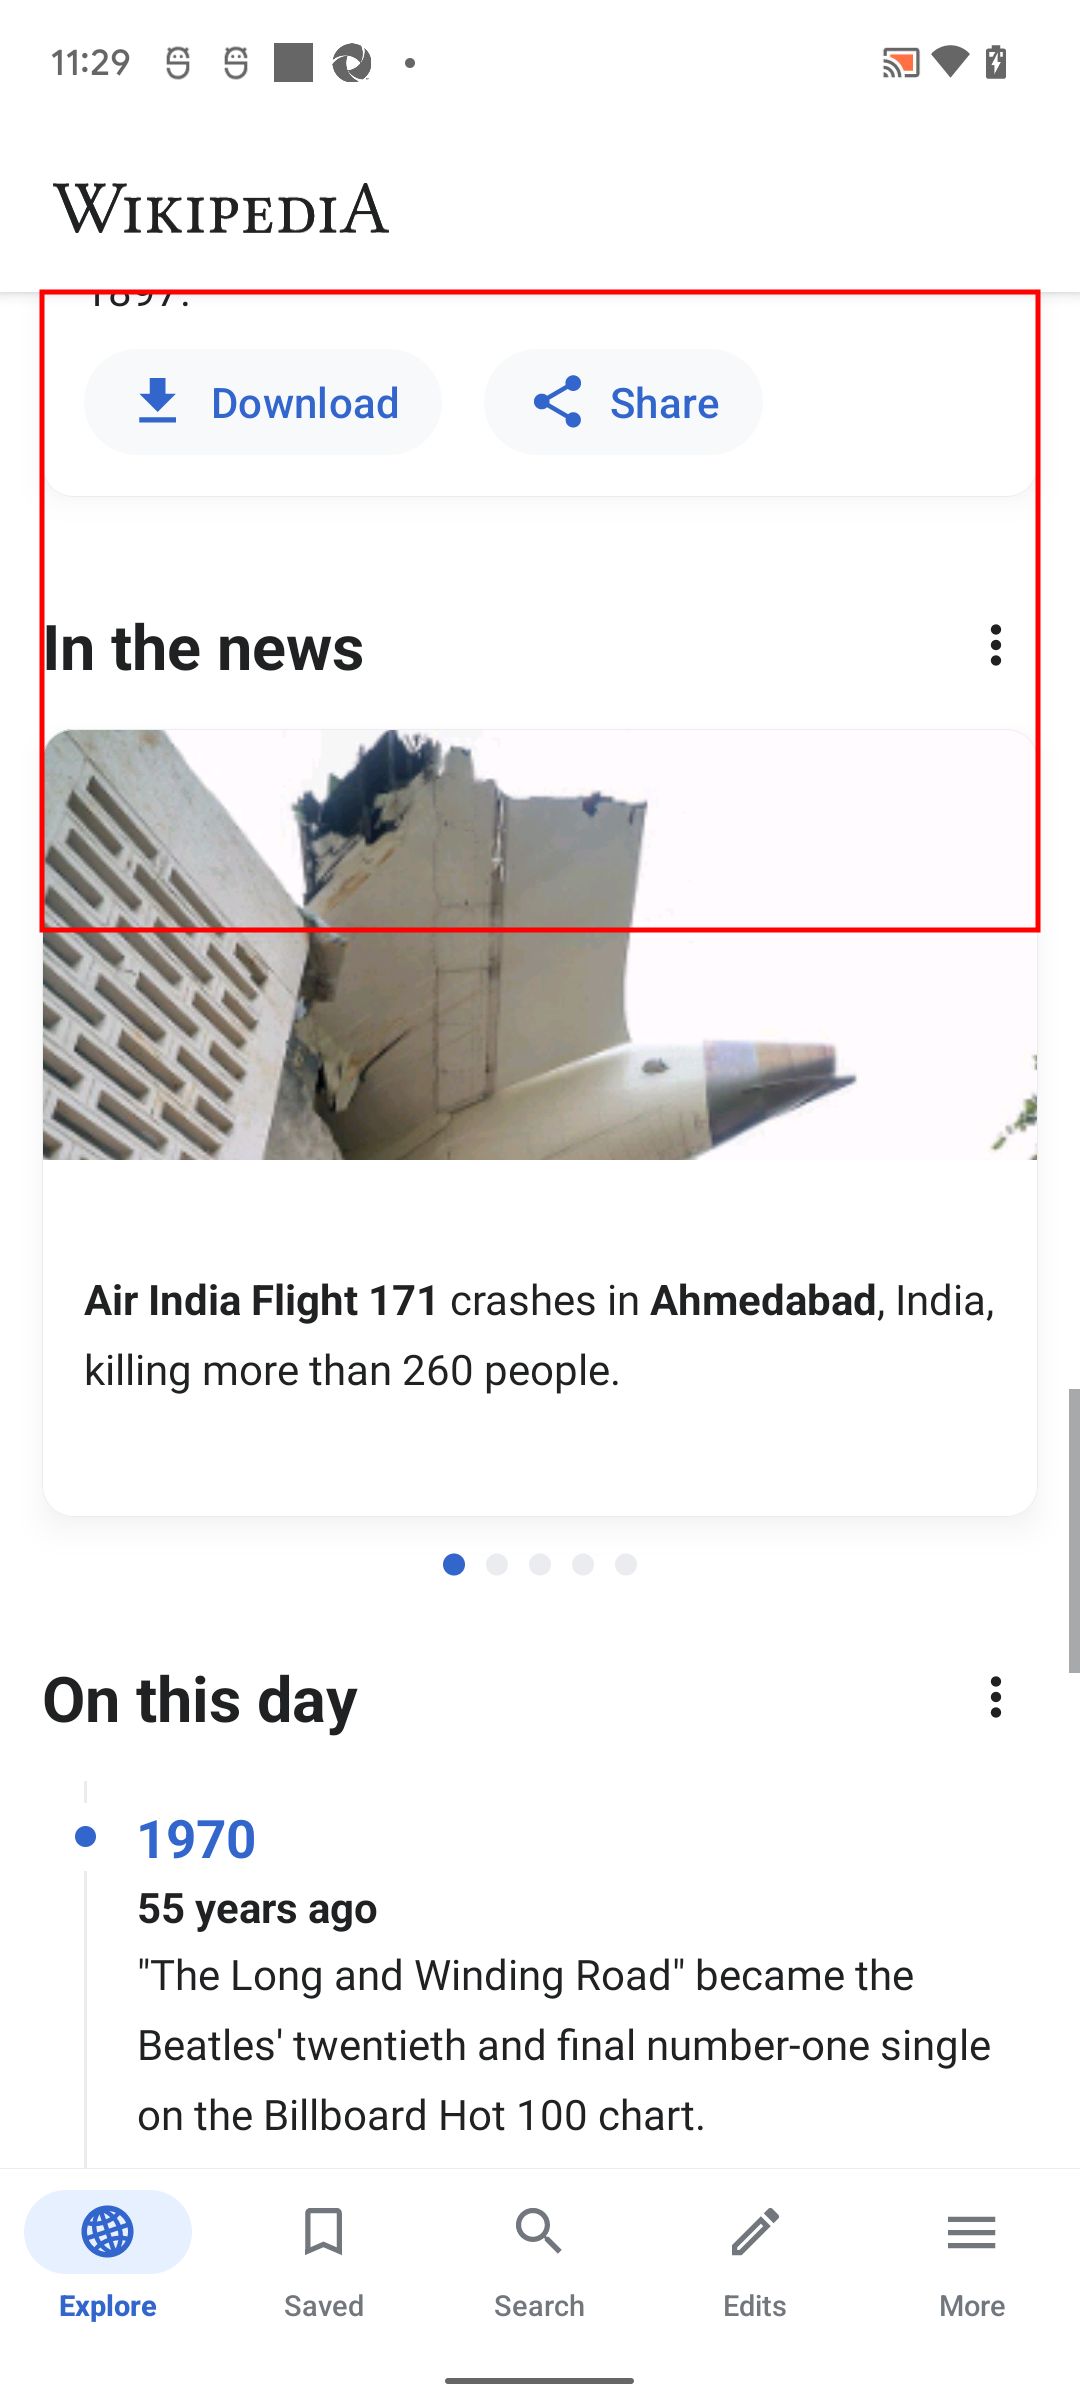 11:29
WIKIPEDIA
1897.
Download
Share
In the news
Air India Flight 171 crashes in Ahmedabad, India,
killing more than 260 people.
On this day
1970
55 years ago
"The Long and Winding Road" became the
Beatles' twentieth and final number-one single
on the Billboard Hot 100 chart.
Explore
Saved
Search
Edits
More